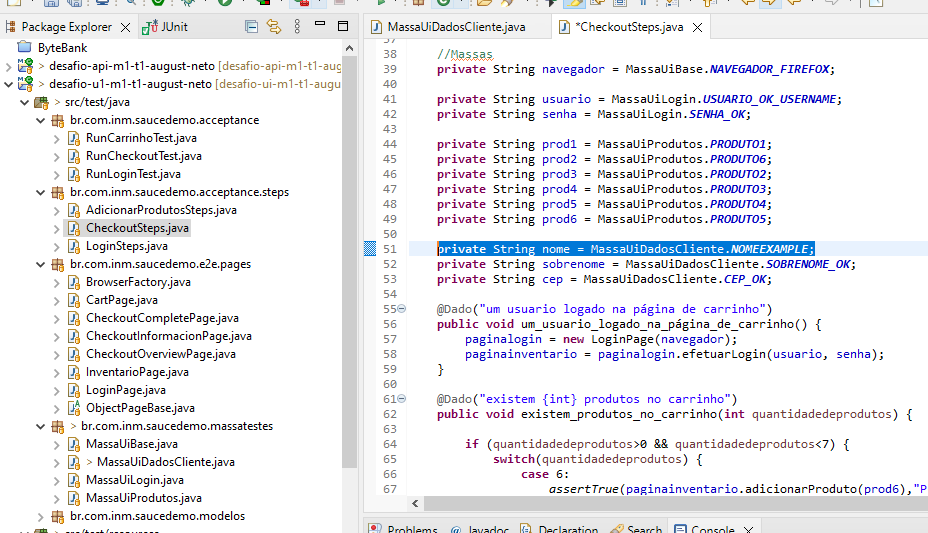 Package Explorer
JUnit
ByteBank
> desafio-api-m1-t1-august-neto [desafio-api-m1-t1-augu
> desafio-u1-m1-t1-august-neto [desafio-ui-m1-t1-augu
> src/test/java
br.com.inm.saucedemo.acceptance
RunCarrinhoTest.java
RunCheckoutTest.java
RunLoginTest.java
br.com.inm.saucedemo.acceptance.steps
AdicionarProdutosSteps.java
CheckoutSteps.java
LoginSteps.java
br.com.inm.saucedemo.e2e.pages
BrowserFactory.java
CartPage.java
CheckoutCompletePage.java
CheckoutInformacionPage.java
CheckoutOverviewPage.java
InventarioPage.java
LoginPage.java
ObjectPageBase.java
> br.com.inm.saucedemo.massatestes
MassaUiBase.java
> MassaUiDadosCliente.java
MassaUiLogin.java
MassaUiProdutos.java
br.com.inm.saucedemo.modelos
src/test/resources
MassaUiDadosCliente.java
*CheckoutSteps.java
37
38 //Massas
39 private String navegador = MassaUiBase.NAVEGADOR_FIREFOX;
40
41 private String usuario = MassaUiLogin.USUARIO_OK_USERNAME;
42 private String senha = MassaUiLogin.SENHA_OK;
43
44 private String prod1 = MassaUiProdutos.PRODUTO1;
45 private String prod2 = MassaUiProdutos.PRODUTO6;
46 private String prod3 = MassaUiProdutos.PRODUTO2;
47 private String prod4 = MassaUiProdutos.PRODUTO3;
48 private String prod5 = MassaUiProdutos.PRODUTO4;
49 private String prod6 = MassaUiProdutos.PRODUTO5;
50
51 private String nome = MassaUiDadosCliente.NOMEEXAMPLE;
52 private String sobrenome = MassaUiDadosCliente.SOBRENOME_OK;
53 private String cep = MassaUiDadosCliente.CEP_OK;
54
55 @Dado("um usuario logado na página de carrinho")
56 public void um_usuario_logado_na_página_de_carrinho() {
57 paginalogin = new LoginPage(navegador);
58 paginainventario = paginalogin.efetuarLogin(usuario, senha);
59 }
60
61 @Dado("existem {int} produtos no carrinho")
62 public void existem_produtos_no_carrinho(int quantidadedeprodutos) {
63
64 if (quantidadedeprodutos>0 && quantidadedeprodutos<7) {
65 switch(quantidadedeprodutos) {
66 case 6:
67 assertTrue(paginainventario.adicionarProduto(prod6),"P
Problems
@ Javadoc
Declaration
Search
Console